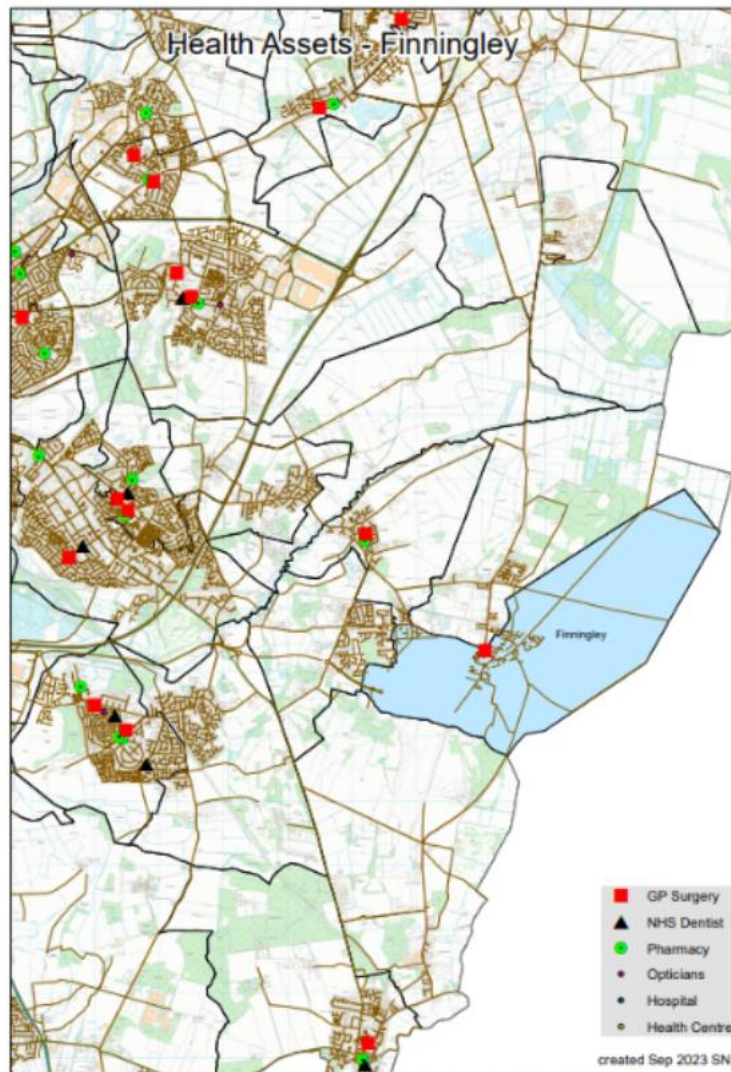 Health Assets - Finningley
Finningley
GP Surgery
NHS Dentist
Pharmacy
Opticians
Hospital
Health Centre
created Sep 2023 SN